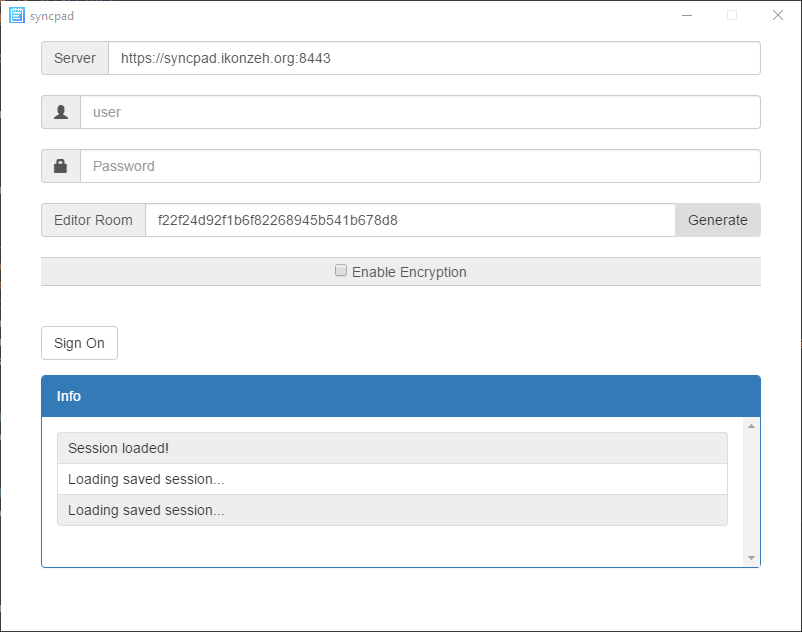 syncpad
Server https://syncpad.ikonzeh.org:8443
user
Password
Editor Room f22f24d92f1b6f82268945b541b678d8 Generate
Enable Encryption
Sign On
Info
Session loaded!
Loading saved session...
Loading saved session...